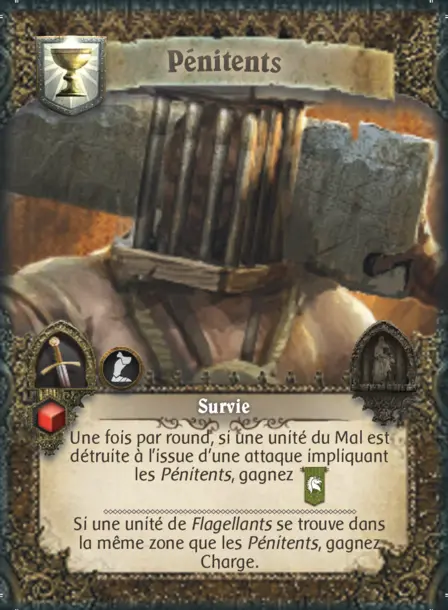 Pénitents
Survie
Une fois par round, si une unité du Mal est
détruite à l'issue d'une attaque impliquant
les Pénitents, gagnez
Si une unité de Flagellants se trouve dans
la même zone que les Pénitents, gagnez
Charge.